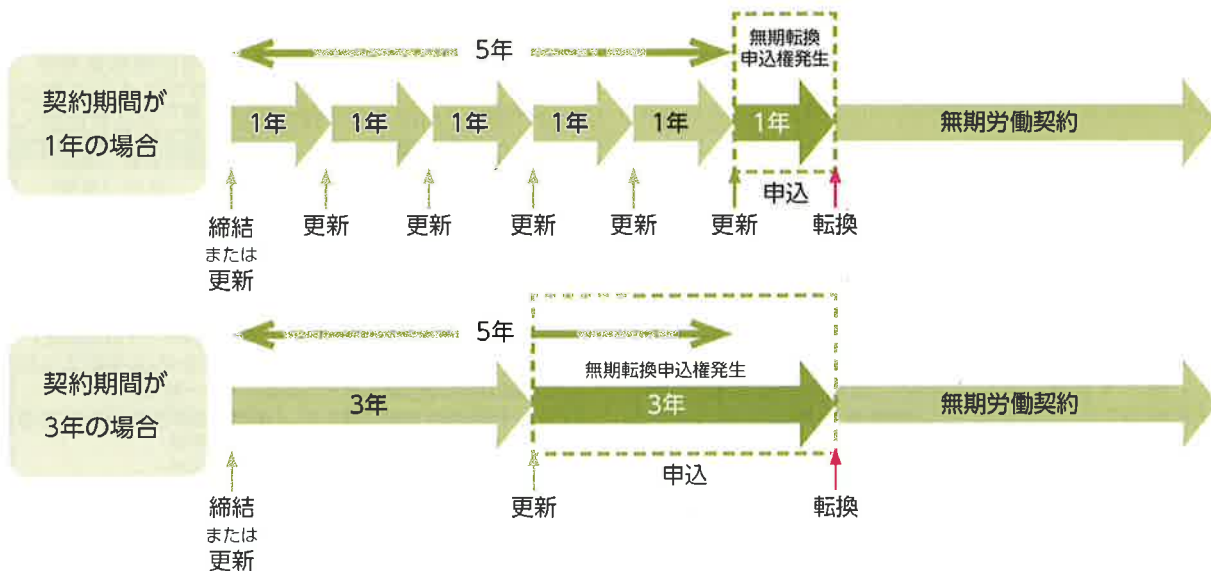 契約期間が
1年の場合
5年
無期転換
申込権発生
1年
1年
1年
1年
1年
1年
無期労働契約
締結
または
更新
更新
更新
更新
更新
更新
申込
転換
契約期間が
3年の場合
5年
無期転換申込権発生
3年
3年
無期労働契約
締結
または
更新
更新
申込
転換